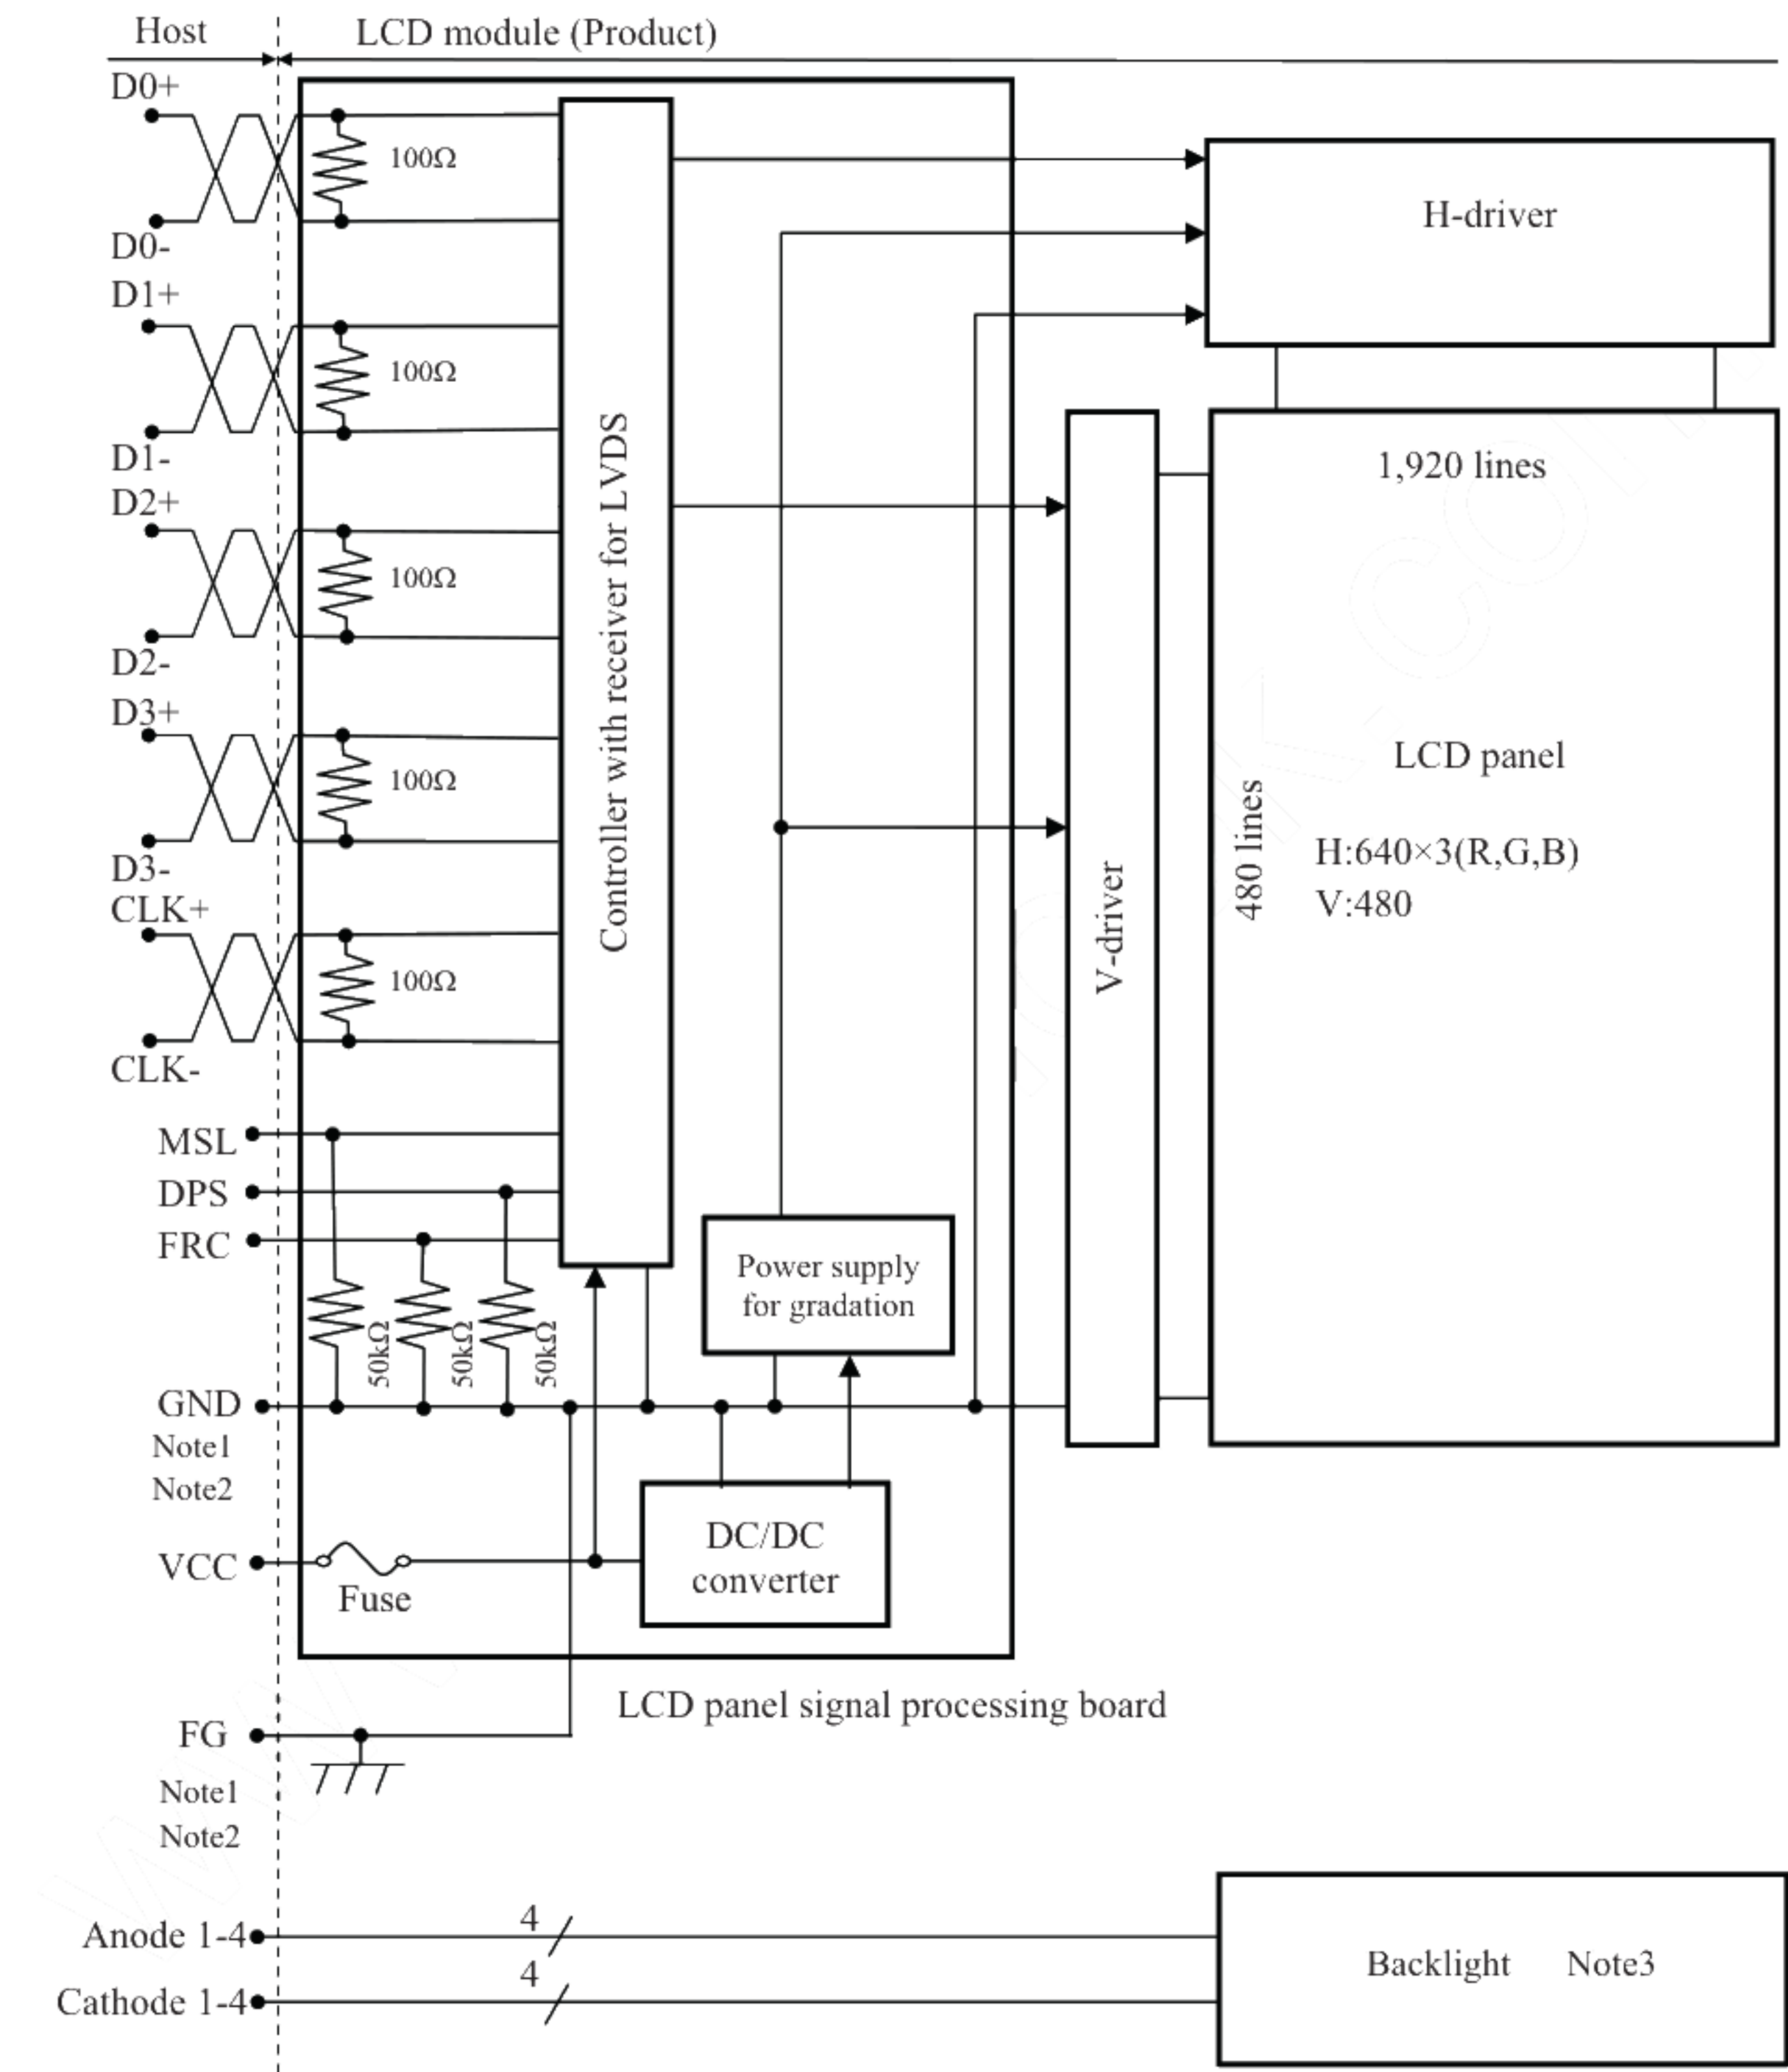 Host
LCD module (Product)
D0+
100Ω
D0-
D1+
100Ω
D1-
D2+
100Ω
D2-
D3+
100Ω
D3-
CLK+
100Ω
CLK-
MSL
DPS
FRC
50kΩ
50kΩ
50kΩ
GND
Note1
Note2
VCC
Fuse
FG
Note1
Note2
Controller with receiver for LVDS
Power supply
for gradation
DC/DC
converter
LCD panel signal processing board
H-driver
V-driver
1,920 lines
480 lines
LCD panel
H:640×3(R,G,B)
V:480
Anode 1-4
4
Cathode 1-4
4
Backlight Note3